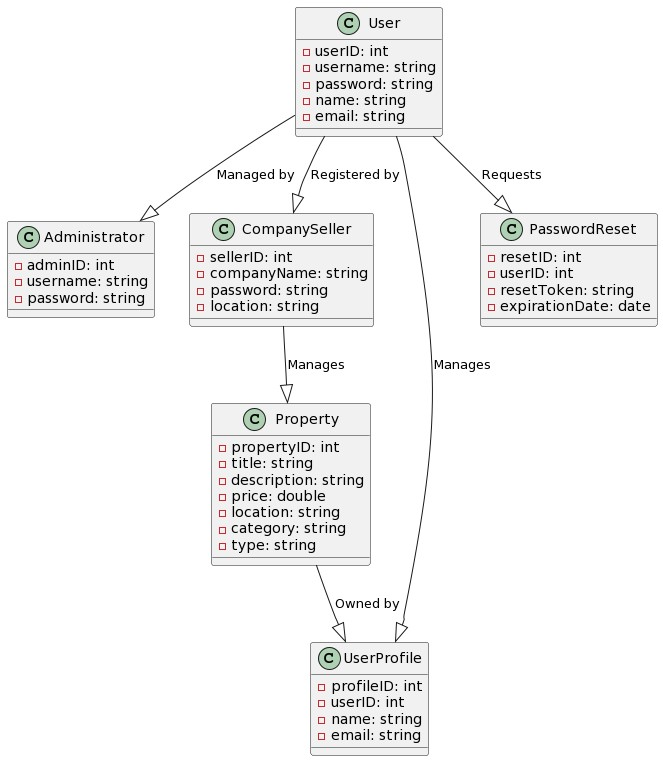 C User
userID: int
username: string
password: string
name: string
email: string
Managed by
Registered by
Requests
C Administrator
adminID: int
username: string
password: string
C CompanySeller
sellerID: int
companyName: string
password: string
location: string
C PasswordReset
resetID: int
userID: int
resetToken: string
expirationDate: date
Manages
Manages
C Property
propertyID: int
title: string
description: string
price: double
location: string
category: string
type: string
Owned by
C UserProfile
profileID: int
userID: int
name: string
email: string